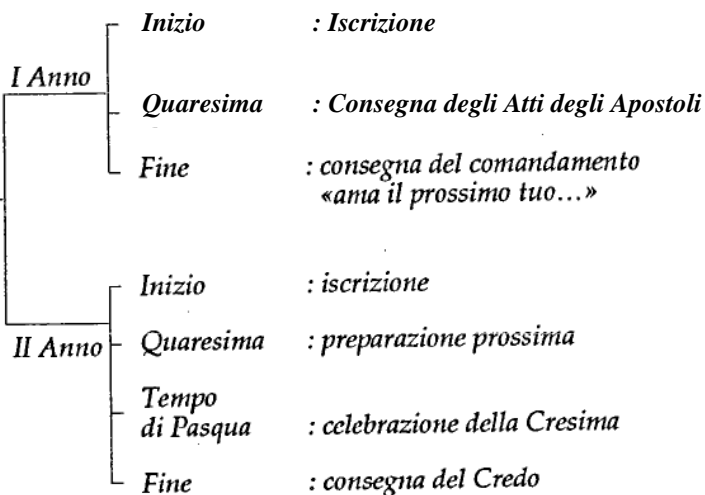 Inizio : Iscrizione
I Anno
Quaresima : Consegna degli Atti degli Apostoli
Fine : consegna del comandamento
«ama il prossimo tuo...»
Inizio : iscrizione
II Anno
Quaresima : preparazione prossima
Tempo
di Pasqua : celebrazione della Cresima
Fine : consegna del Credo